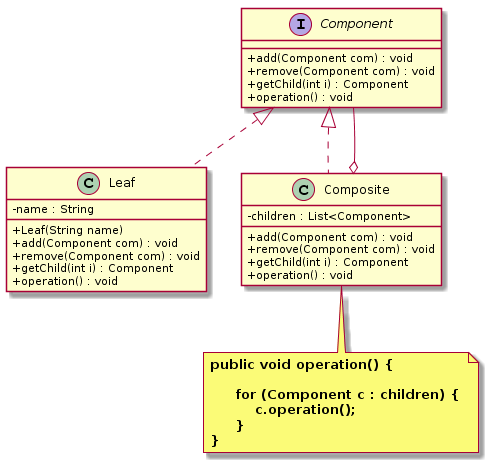 I Component
+add(Component com) : void
+remove(Component com) : void
+getChild(int i) : Component
+operation() : void
C Leaf
-name : String
+Leaf(String name)
+add(Component com) : void
+remove(Component com) : void
+getChild(int i) : Component
+operation() : void
C Composite
-children : List<Component>
+add(Component com) : void
+remove(Component com) : void
+getChild(int i) : Component
+operation() : void
public void operation() {
for (Component c : children) {
c.operation();
}
}